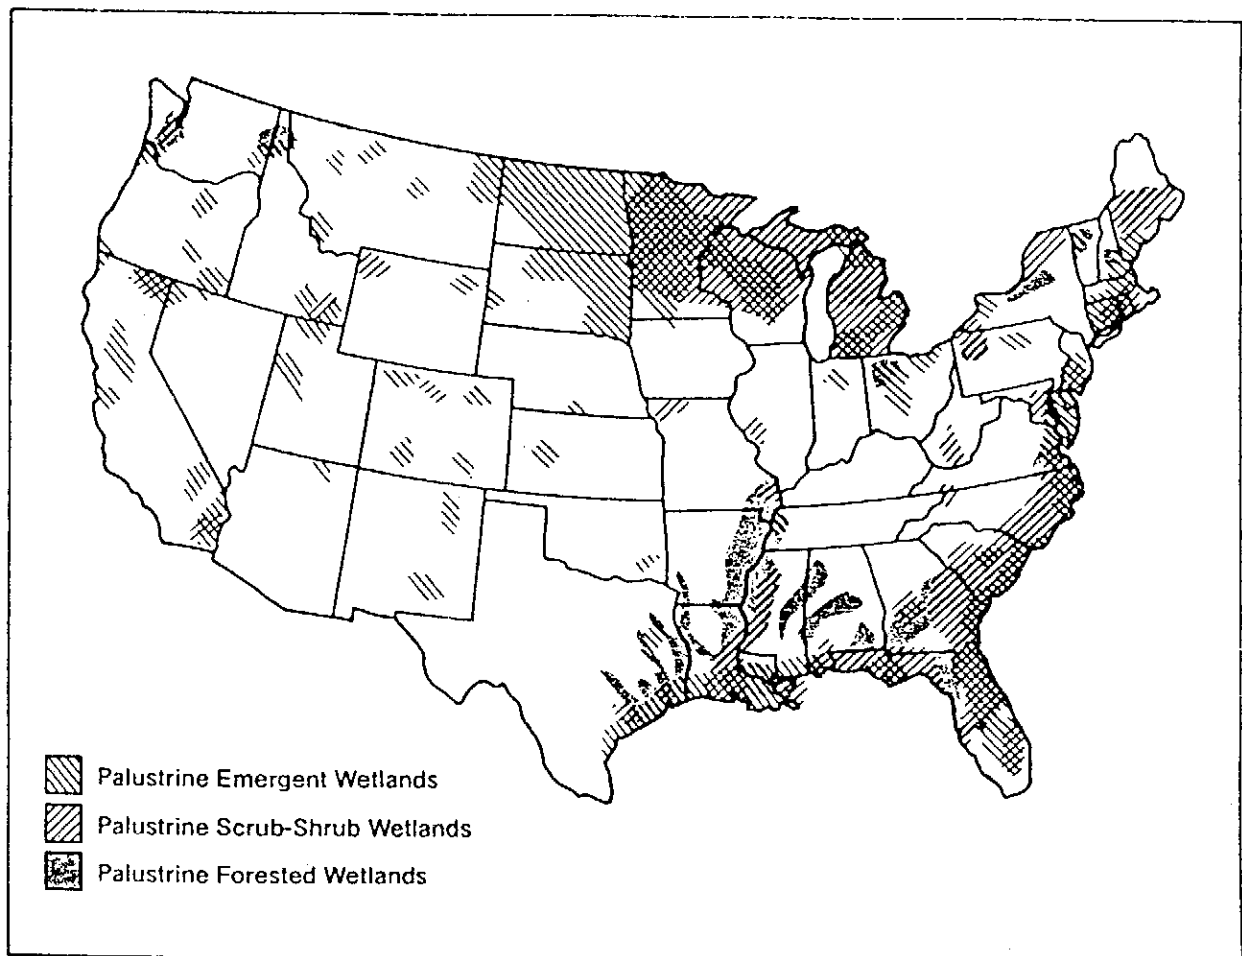 Palustrine Emergent Wetlands
Palustrine Scrub-Shrub Wetlands
Palustrine Forested Wetlands